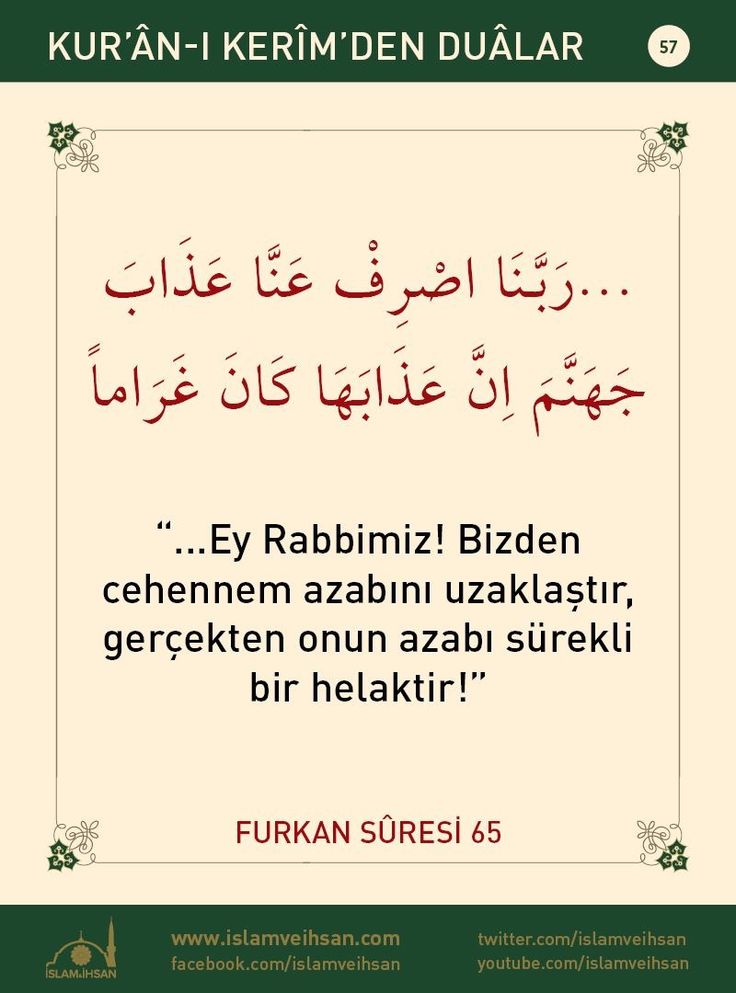 KUR’ÂN-I KERÎM’DEN DUÂLAR
57
...رَبَّنَا اصْرِفْ عَنَّا عَذَابَ
جَهَنَّمَ اِنَّ عَذَابَهَا كَانَ غَرَاماً
“...Ey Rabbimiz! Bizden
cehennem azabını uzaklaştır,
gerçekten onun azabı sürekli
bir helaktir!”
FURKAN SÛRESİ 65
İSLAM&İHSAN
www.islamveihsan.com
facebook.com/islamveihsan
twitter.com/islamveihsan
youtube.com/islamveihsan